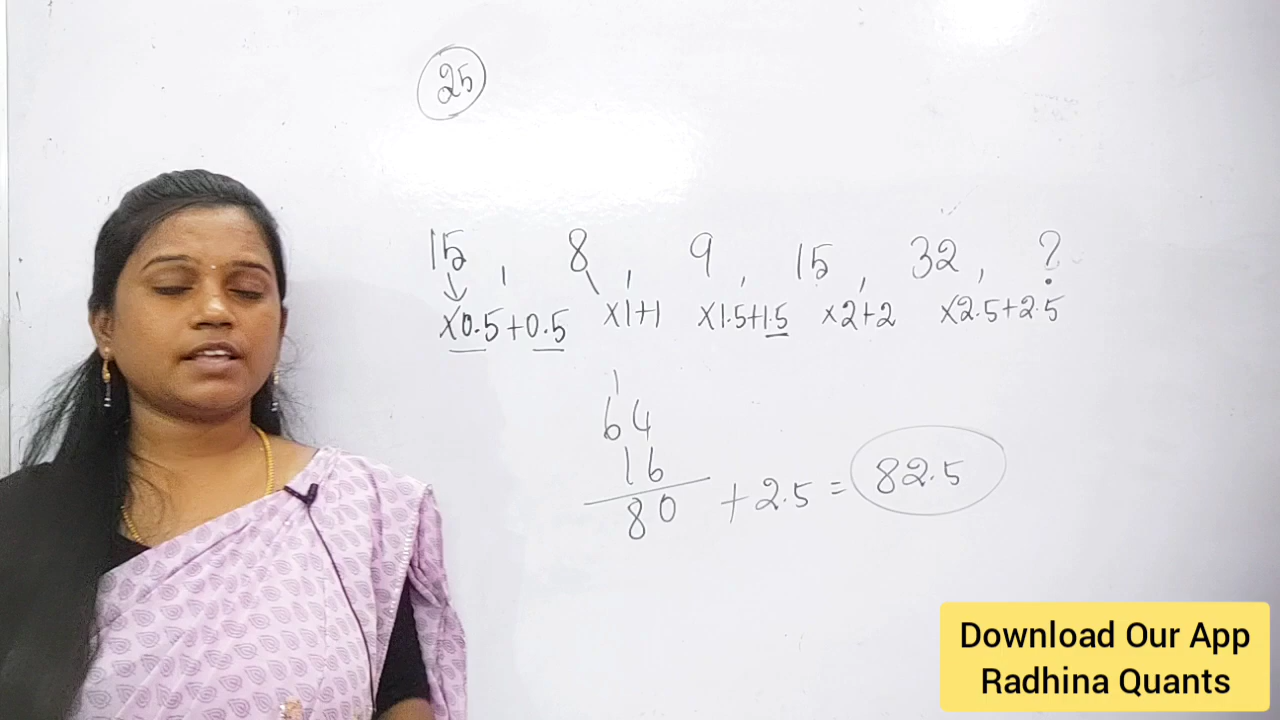 25
15, 8, 9, 15, 32, ?
×0.5+0.5 ×1+1 ×1.5+1.5 ×2+2 ×2.5+2.5
1
64
16
80 + 2.5 = 82.5
Download Our App
Radhina Quants